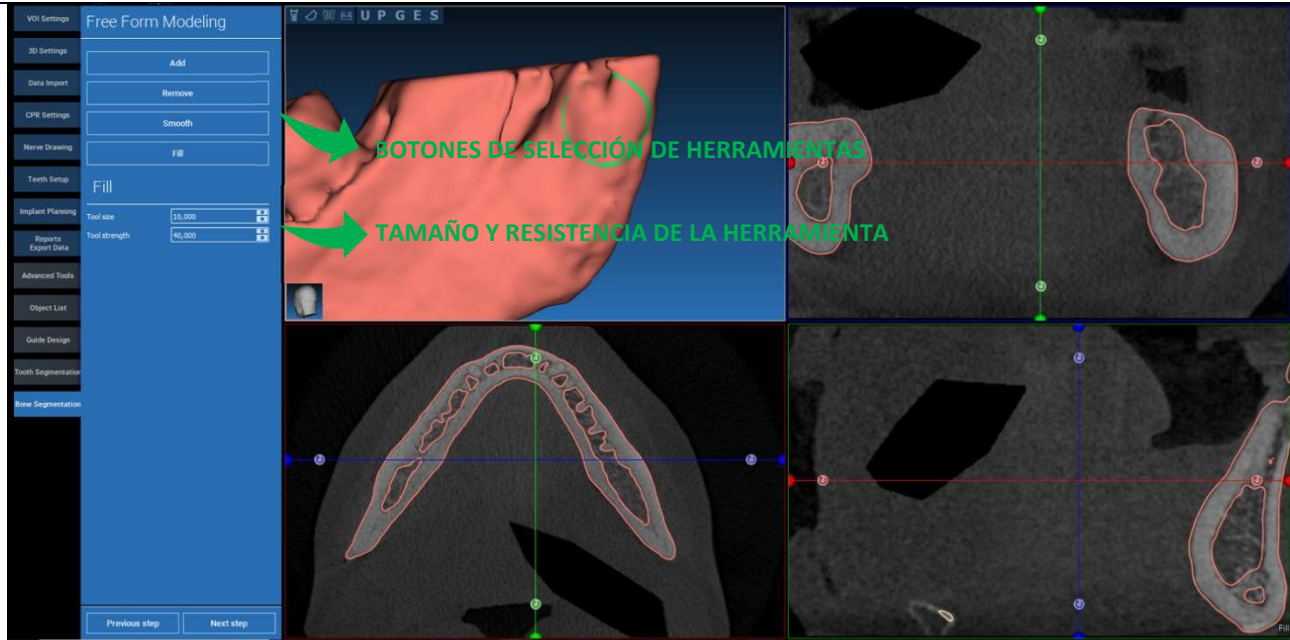 VOI Settings
3D Settings
Data Import
CPR Settings
Nerve Drawing
Teeth Setup
Implant Planning
Reports
Export Data
Advanced Tools
Object List
Guide Design
Tooth Segmentation
Bone Segmentation
Free Form Modeling
Add
Remove
Smooth
Fill
Fill
Tool size 10,000
Tool strength 40,000
Previous step Next step
U P G E S
BOTONES DE SELECCIÓN DE HERRAMIENTAS
TAMAÑO Y RESISTENCIA DE LA HERRAMIENTA
Fill